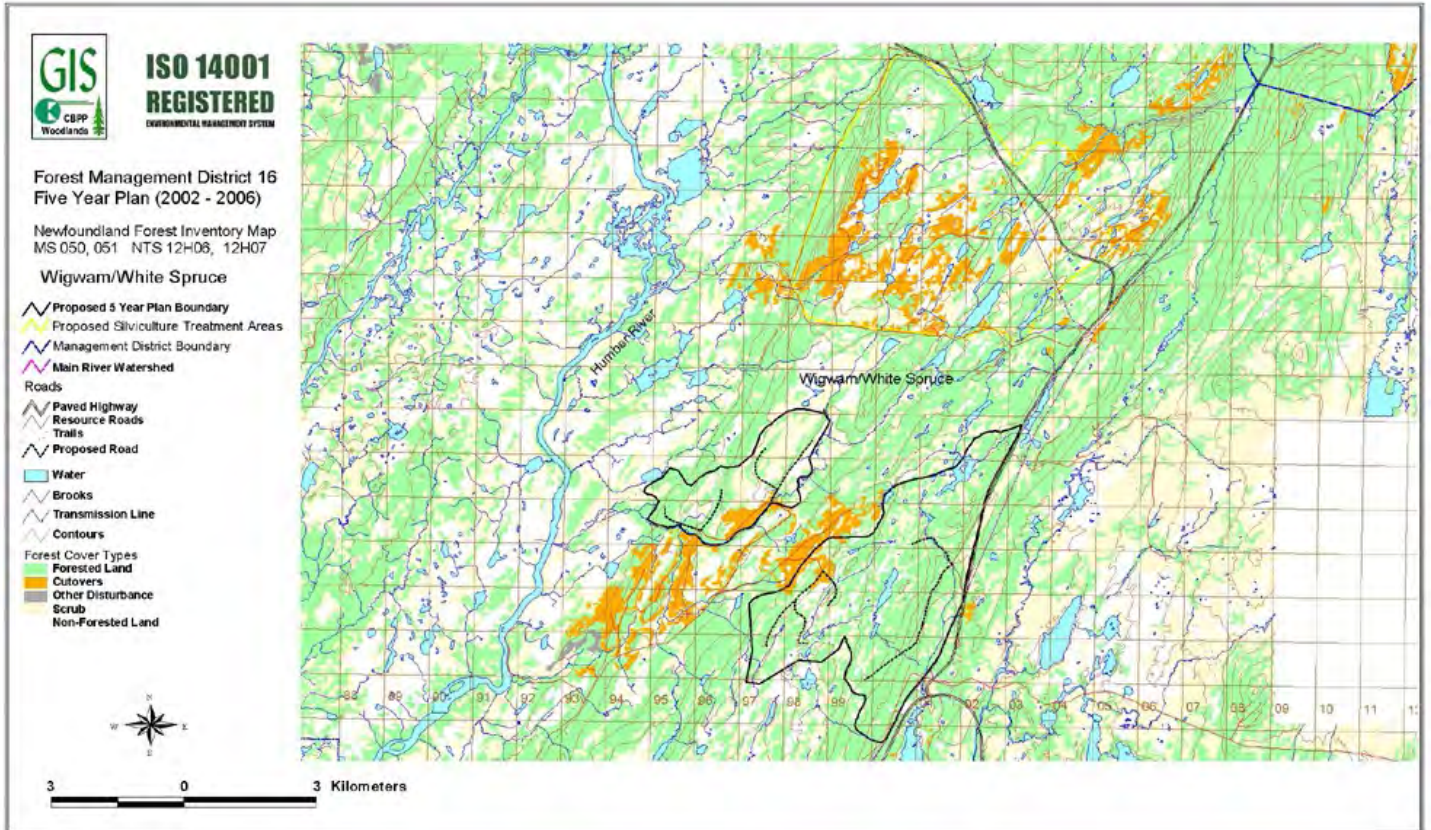 GIS
CBPP
Woodlands
ISO 14001
REGISTERED
ENVIRONMENTAL MANAGEMENT SYSTEM
Forest Management District 16
Five Year Plan (2002 - 2006)
Newfoundland Forest Inventory Map
MS 050, 051 NTS 12H06, 12H07
Wigwam/White Spruce
Proposed 5 Year Plan Boundary
Proposed Silviculture Treatment Areas
Management District Boundary
Main River Watershed
Roads
Paved Highway
Resource Roads
Trails
Proposed Road
Water
Brooks
Transmission Line
Contours
Forest Cover Types
Forested Land
Cutovers
Other Disturbance
Scrub
Non-Forested Land
N
W E
S
3 0 3 Kilometers
Humber River
Wigwam/White Spruce
88 89 90 91 92 93 94 95 96 97 98 99 01 02 03 04 05 06 07 08 09 10 11